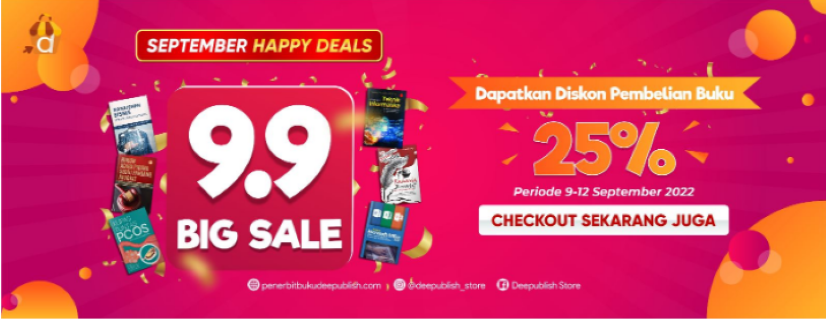 d
SEPTEMBER HAPPY DEALS
9.9
BIG SALE
PCOS
Dapatkan Diskon Pembelian Buku
25%
Periode 9-12 September 2022
CHECKOUT SEKARANG JUGA
penerbitbukudeepublish.com
@deepublish_store
Deepublish Store